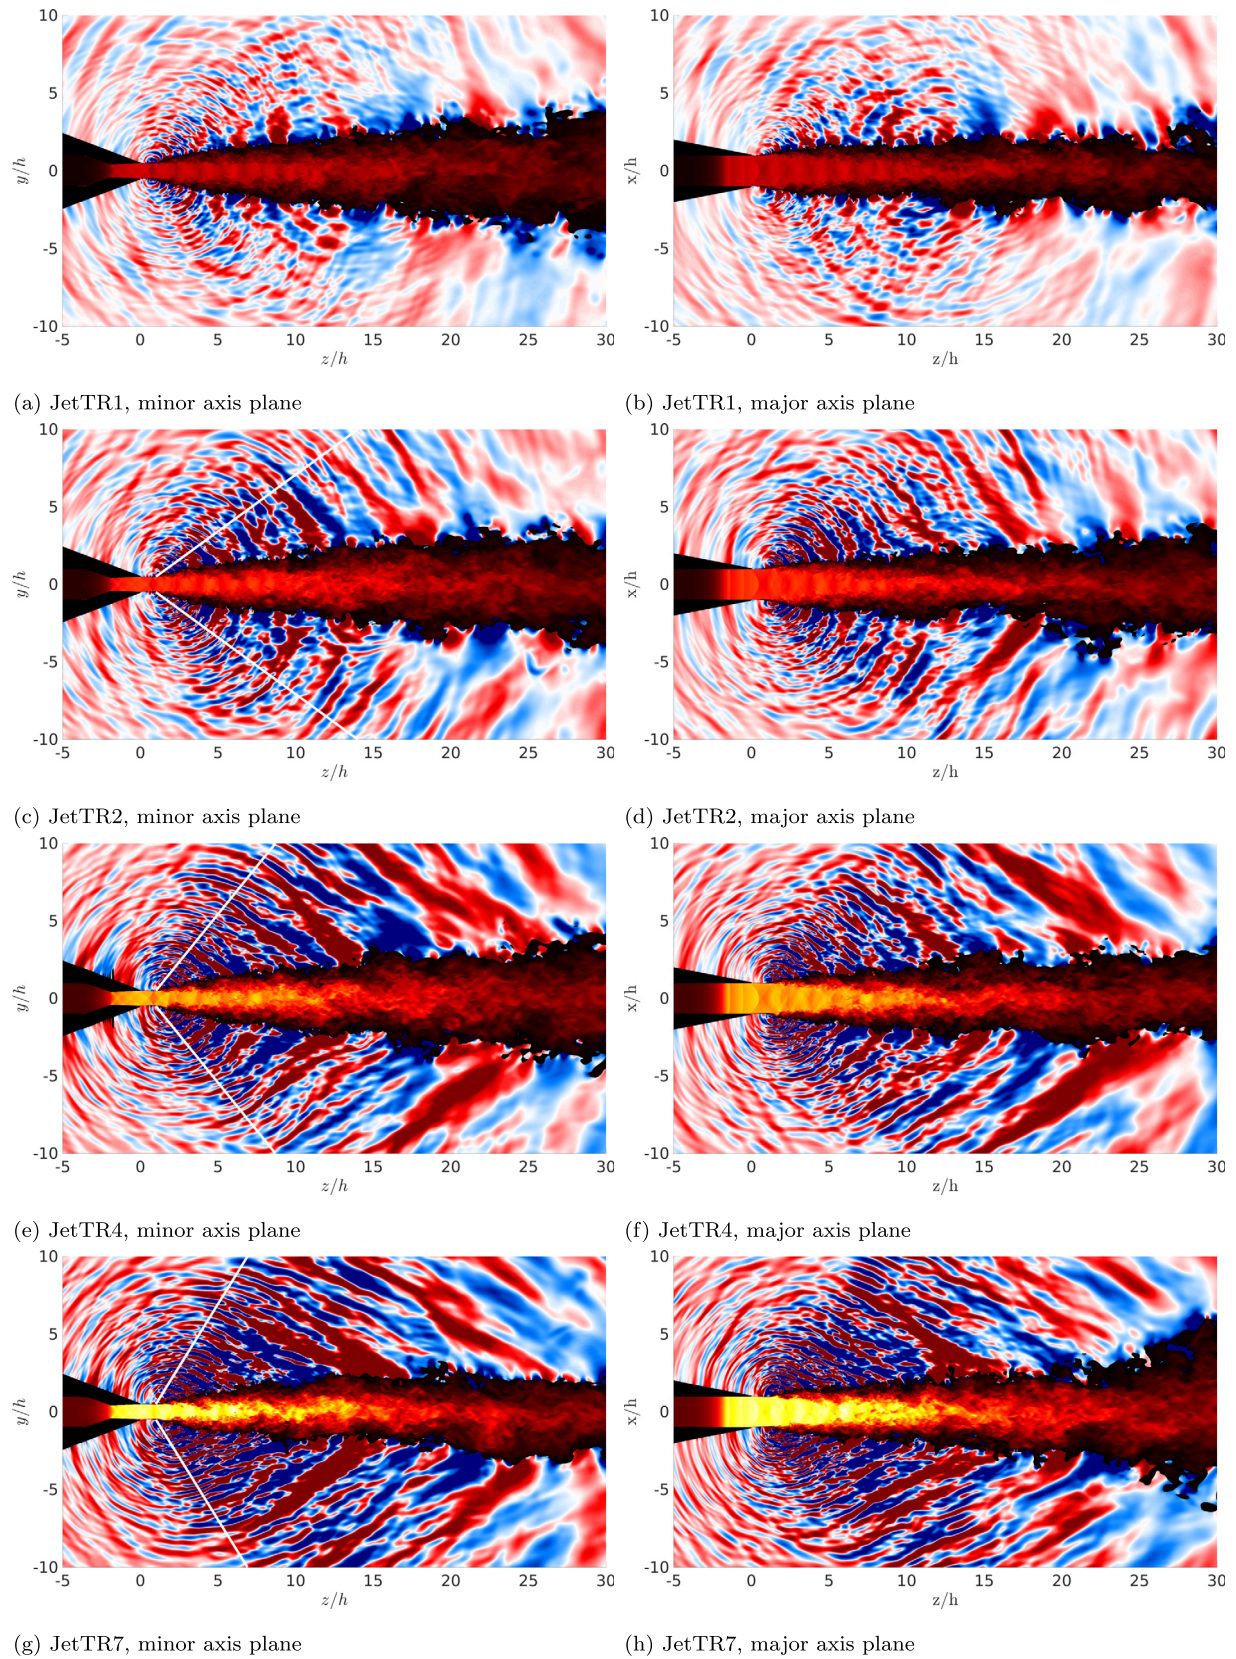 10
5
0
-5
-10
y/h
-5 0 5 10 15 20 25 30
z/h
10
5
0
-5
-10
x/h
-5 0 5 10 15 20 25 30
z/h
(a) JetTR1, minor axis plane
(b) JetTR1, major axis plane
10
5
0
-5
-10
y/h
-5 0 5 10 15 20 25 30
z/h
10
5
0
-5
-10
x/h
-5 0 5 10 15 20 25 30
z/h
(c) JetTR2, minor axis plane
(d) JetTR2, major axis plane
10
5
0
-5
-10
y/h
-5 0 5 10 15 20 25 30
z/h
10
5
0
-5
-10
x/h
-5 0 5 10 15 20 25 30
z/h
(e) JetTR4, minor axis plane
(f) JetTR4, major axis plane
10
5
0
-5
-10
y/h
-5 0 5 10 15 20 25 30
z/h
10
5
0
-5
-10
x/h
-5 0 5 10 15 20 25 30
z/h
(g) JetTR7, minor axis plane
(h) JetTR7, major axis plane